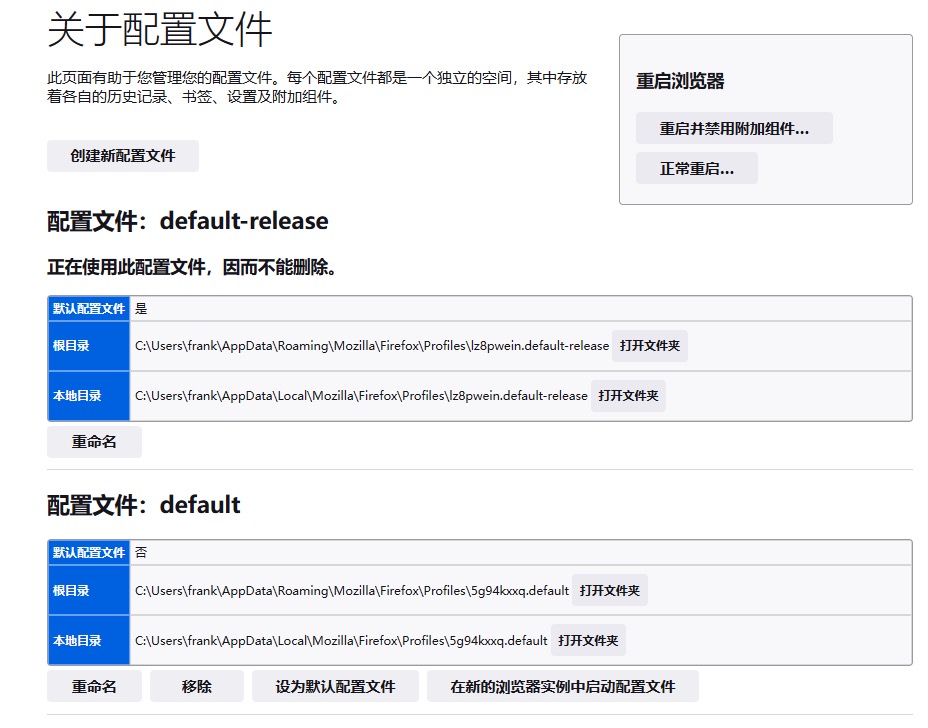 关于配置文件
此页面有助于您管理您的配置文件。每个配置文件都是一个独立的空间，其中存放
着各自的历史记录、书签、设置及附加组件。
重启浏览器
重启并禁用附加组件...
正常重启...
创建新配置文件
配置文件：default-release
正在使用此配置文件，因而不能删除。
默认配置文件 是
根目录 C:\Users\frank\AppData\Roaming\Mozilla\Firefox\Profiles\lz8pwein.default-release 打开文件夹
本地目录 C:\Users\frank\AppData\Local\Mozilla\Firefox\Profiles\lz8pwein.default-release 打开文件夹
重命名
配置文件：default
默认配置文件 否
根目录 C:\Users\frank\AppData\Roaming\Mozilla\Firefox\Profiles\5g94kxxq.default 打开文件夹
本地目录 C:\Users\frank\AppData\Local\Mozilla\Firefox\Profiles\5g94kxxq.default 打开文件夹
重命名 移除 设为默认配置文件 在新的浏览器实例中启动配置文件